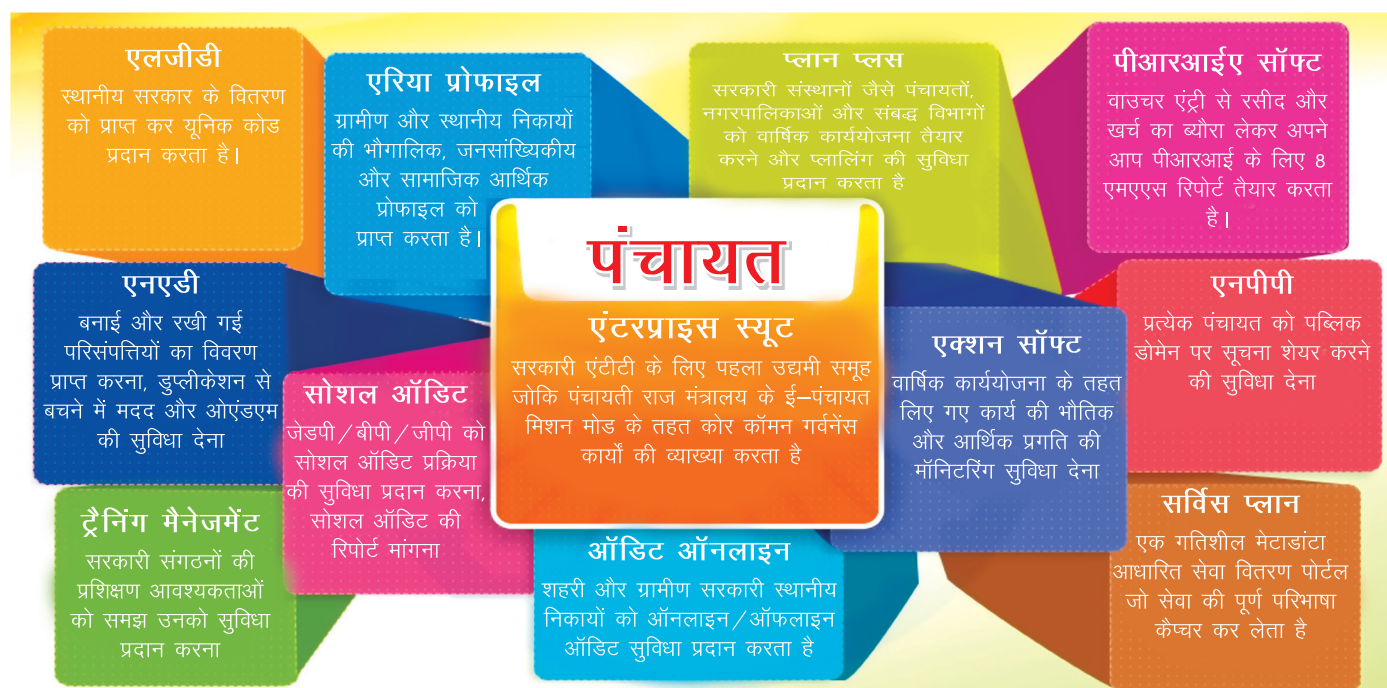 एलजीडी
स्थानीय सरकार के वितरण
को प्राप्त कर यूनिक कोड
प्रदान करता है।
एरिया प्रोफाइल
ग्रामीण और स्थानीय निकायों
की भौगालिक, जनसांख्यिकीय
और सामाजिक आर्थिक
प्रोफाइल को
प्राप्त करता है।
प्लान प्लस
सरकारी संस्थानों जैसे पंचायतों,
नगरपालिकाओं और संबद्ध विभागों
को वार्षिक कार्ययोजना तैयार
करने और प्लालिंग की सुविधा
प्रदान करता है
पीआरआईए सॉफ्ट
वाउचर एंट्री से रसीद और
खर्च का ब्यौरा लेकर अपने
आप पीआरआई के लिए 8
एमएएस रिपोर्ट तैयार करता
है।
पंचायत
एंटरप्राइस स्यूट
सरकारी एंटीटी के लिए पहला उद्यमी समूह
जोकि पंचायती राज मंत्रालय के ई–पंचायत
मिशन मोड के तहत कोर कॉमन गर्वनेंस
कार्यों की व्याख्या करता है
एनएडी
बनाई और रखी गई
परिसंपत्तियों का विवरण
प्राप्त करना, डुप्लीकेशन से
बचने में मदद और ओएंडएम
की सुविधा देना
सोशल ऑडिट
जेडपी/बीपी/जीपी को
सोशल ऑडिट प्रक्रिया
की सुविधा प्रदान करना,
सोशल ऑडिट की
रिपोर्ट मांगना
एक्शन सॉफ्ट
वार्षिक कार्ययोजना के तहत
लिए गए कार्य की भौतिक
और आर्थिक प्रगति की
मॉनिटरिंग सुविधा देना
एनपीपी
प्रत्येक पंचायत को पब्लिक
डोमेन पर सूचना शेयर करने
की सुविधा देना
ट्रैनिंग मैनेजमेंट
सरकारी संगठनों की
प्रशिक्षण आवश्यकताओं
को समझ उनको सुविधा
प्रदान करना
ऑडिट ऑनलाइन
शहरी और ग्रामीण सरकारी स्थानीय
निकायों को ऑनलाइन/ऑफलाइन
ऑडिट सुविधा प्रदान करता है
सर्विस प्लान
एक गतिशील मेटाडांटा
आधारित सेवा वितरण पोर्टल
जो सेवा की पूर्ण परिभाषा
कैप्चर कर लेता है